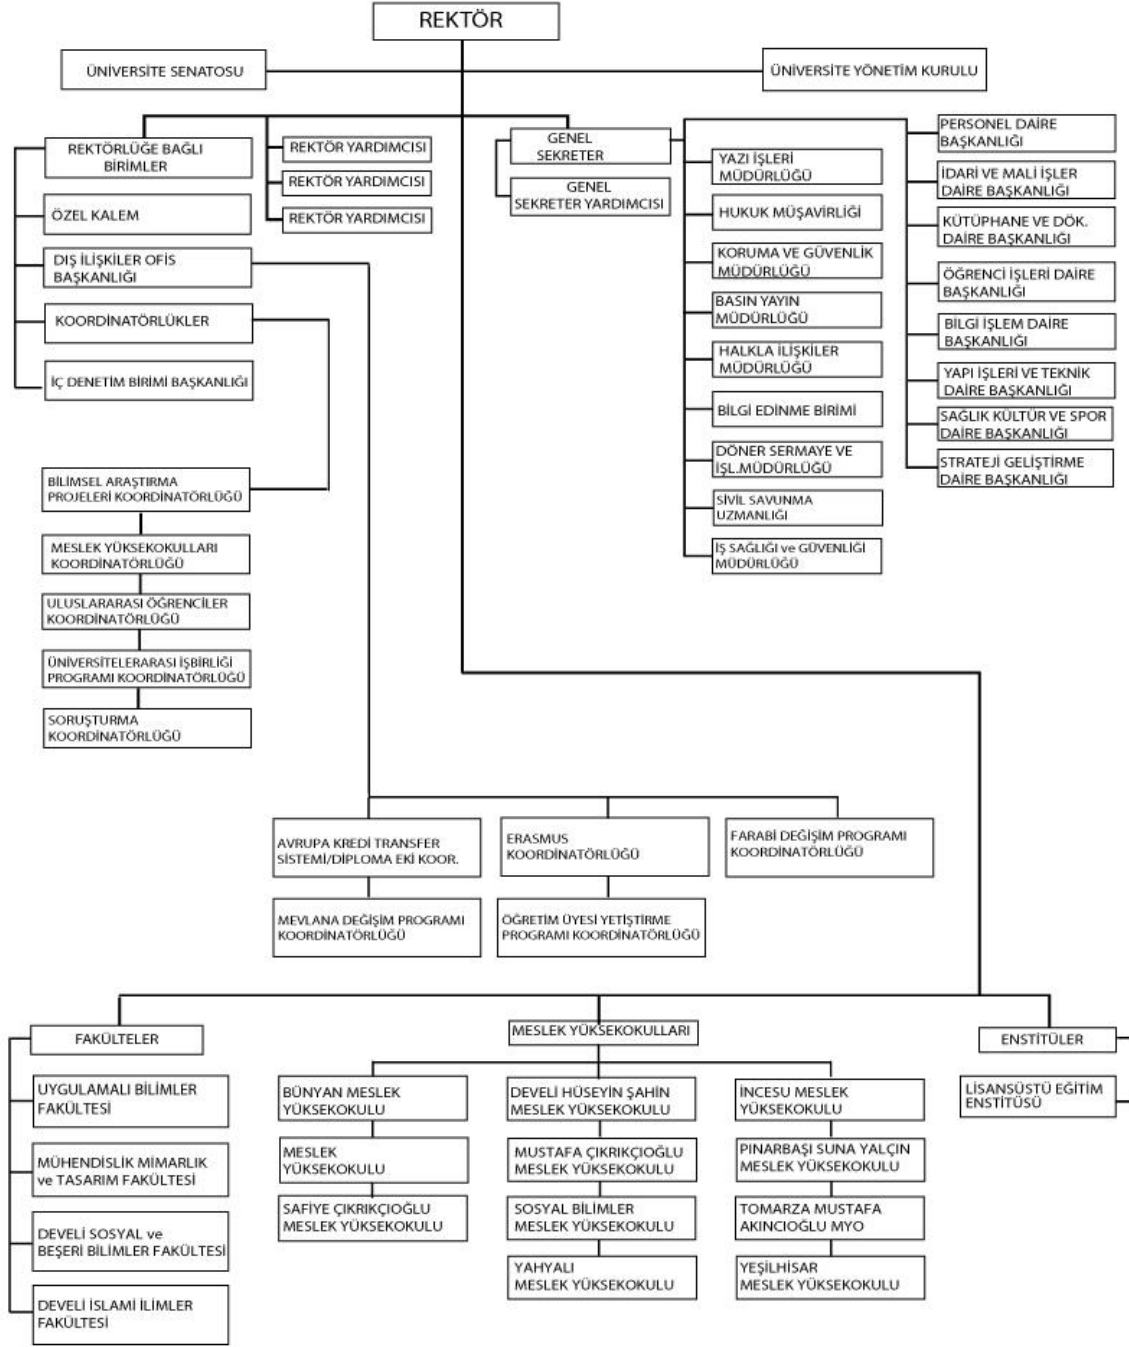 REKTÖR
ÜNİVERSİTE SENATOSU
ÜNİVERSİTE YÖNETİM KURULU
REKTÖRLÜĞE BAĞLI
BİRİMLER
ÖZEL KALEM
DIŞ İLİŞKİLER OFİS
BAŞKANLIĞI
KOORDİNATÖRLÜKLER
İÇ DENETİM BİRİMİ BAŞKANLIĞI
REKTÖR YARDIMCISI
REKTÖR YARDIMCISI
REKTÖR YARDIMCISI
GENEL
SEKRETER
GENEL
SEKRETER YARDIMCISI
YAZI İŞLERİ
MÜDÜRLÜĞÜ
HUKUK MÜŞAVİRLİĞİ
KORUMA VE GÜVENLİK
MÜDÜRLÜĞÜ
BASIN YAYIN
MÜDÜRLÜĞÜ
HALKLA İLİŞKİLER
MÜDÜRLÜĞÜ
BİLGİ EDİNME BİRİMİ
DÖNER SERMAYE VE
İŞL.MÜDÜRLÜĞÜ
SİVİL SAVUNMA
UZMANLIĞI
İŞ SAĞLIĞI ve GÜVENLİĞİ
MÜDÜRLÜĞÜ
PERSONEL DAİRE
BAŞKANLIĞI
İDARİ VE MALİ İŞLER
DAİRE BAŞKANLIĞI
KÜTÜPHANE VE DÖK.
DAİRE BAŞKANLIĞI
ÖĞRENCİ İŞLERİ DAİRE
BAŞKANLIĞI
BİLGİ İŞLEM DAİRE
BAŞKANLIĞI
YAPI İŞLERİ VE TEKNİK
DAİRE BAŞKANLIĞI
SAĞLIK KÜLTÜR VE SPOR
DAİRE BAŞKANLIĞI
STRATEJİ GELİŞTİRME
DAİRE BAŞKANLIĞI
BİLİMSEL ARAŞTIRMA
PROJELERİ KOORDİNATÖRLÜĞÜ
MESLEK YÜKSEKOKULLARI
KOORDİNATÖRLÜĞÜ
ULUSLARARASI ÖĞRENCİLER
KOORDİNATÖRLÜĞÜ
ÜNİVERSİTELERARASI İŞBİRLİĞİ
PROGRAMI KOORDİNATÖRLÜĞÜ
SORUŞTURMA
KOORDİNATÖRLÜĞÜ
AVRUPA KREDİ TRANSFER
SİSTEMİ/DİPLOMA EKİ KOOR.
ERASMUS
KOORDİNATÖRLÜĞÜ
FARABİ DEĞİŞİM PROGRAMI
KOORDİNATÖRLÜĞÜ
MEVLANA DEĞİŞİM PROGRAMI
KOORDİNATÖRLÜĞÜ
ÖĞRETİM ÜYESİ YETİŞTİRME
PROGRAMI KOORDİNATÖRLÜĞÜ
FAKÜLTELER
UYGULAMALI BİLİMLER
FAKÜLTESİ
MÜHENDİSLİK MİMARLIK
ve TASARIM FAKÜLTESİ
DEVELİ SOSYAL ve
BEŞERİ BİLİMLER FAKÜLTESİ
DEVELİ İSLAMİ İLİMLER
FAKÜLTESİ
MESLEK YÜKSEKOKULLARI
BÜNYAN MESLEK
YÜKSEKOKULU
MESLEK
YÜKSEKOKULU
SAFİYE ÇIKRIKÇIOĞLU
MESLEK YÜKSEKOKULU
DEVELİ HÜSEYİN ŞAHİN
MESLEK YÜKSEKOKULU
MUSTAFA ÇIKRIKÇIOĞLU
MESLEK YÜKSEKOKULU
SOSYAL BİLİMLER
MESLEK YÜKSEKOKULU
YAHYALI
MESLEK YÜKSEKOKULU
İNCESU MESLEK
YÜKSEKOKULU
PINARBAŞI SUNA YALÇIN
MESLEK YÜKSEKOKULU
TOMARZA MUSTAFA
AKINCIOĞLU MYO
YEŞİLHİSAR
MESLEK YÜKSEKOKULU
ENSTİTÜLER
LİSANSÜSTÜ EĞİTİM
ENSTİTÜSÜ